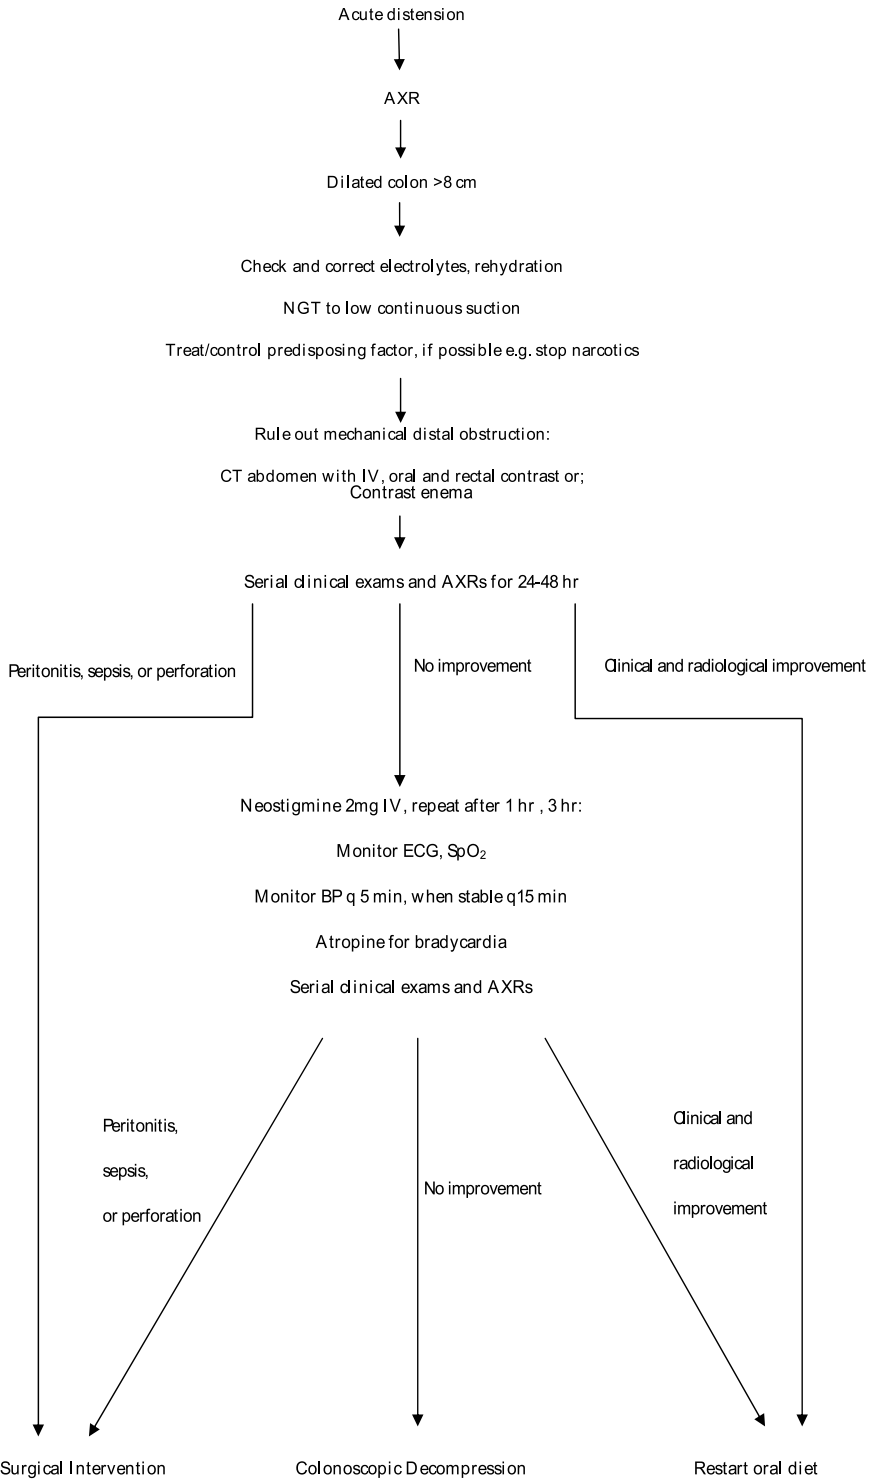 Acute distension
AXR
Dilated colon >8 cm
Check and correct electrolytes, rehydration
NGT to low continuous suction
Treat/control predisposing factor, if possible e.g. stop narcotics
Rule out mechanical distal obstruction:
CT abdomen with IV, oral and rectal contrast or;
Contrast enema
Serial clinical exams and AXRs for 24-48 hr
Peritonitis, sepsis, or perforation
No improvement
Clinical and radiological improvement
Neostigmine 2mg IV, repeat after 1 hr , 3 hr:
Monitor ECG, SpO₂
Monitor BP q 5 min, when stable q15 min
Atropine for bradycardia
Serial clinical exams and AXRs
Peritonitis,
sepsis,
or perforation
No improvement
Clinical and
radiological
improvement
Surgical Intervention
Colonoscopic Decompression
Restart oral diet